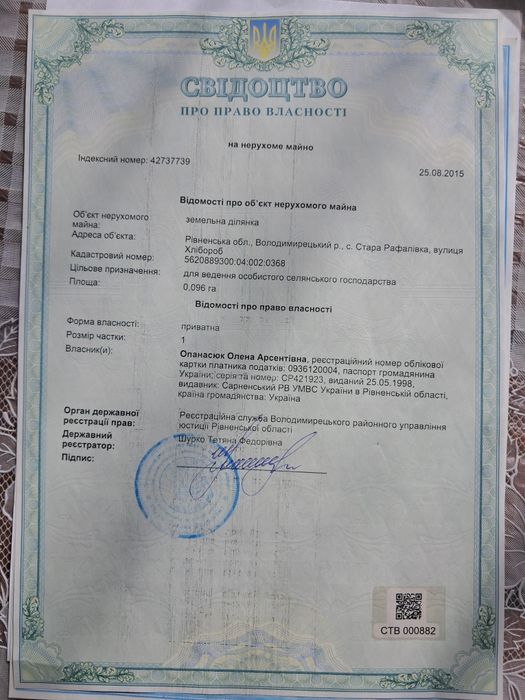 СВІДОЦТВО
ПРО ПРАВО ВЛАСНОСТІ
на нерухоме майно
Індексний номер: 42737739
25.08.2015
Відомості про об'єкт нерухомого майна
Об'єкт нерухомого майна: земельна ділянка
Адреса об'єкта: Рівненська обл., Володимирецький р., с. Стара Рафалівка, вулиця
Хлібороб
Кадастровий номер: 5620889300:04:002:0368
Цільове призначення: для ведення особистого селянського господарства
Площа: 0,096 га
Відомості про право власності
Форма власності: приватна
Розмір частки: 1
Власник(и): Опанасюк Олена Арсентівна, реєстраційний номер облікової
картки платника податків: 0936120004, паспорт громадянина
України: серія та номер: СР421923, виданий 25.05.1998,
видавник: Сарненський РВ УМВС України в Рівненській області,
країна громадянства: Україна
Орган державної реєстрації прав: Реєстраційна служба Володимирецького районного управління
юстиції Рівненської області
Державний реєстратор: Шурко Тетяна Федорівна
Підпис:
СТВ 000882